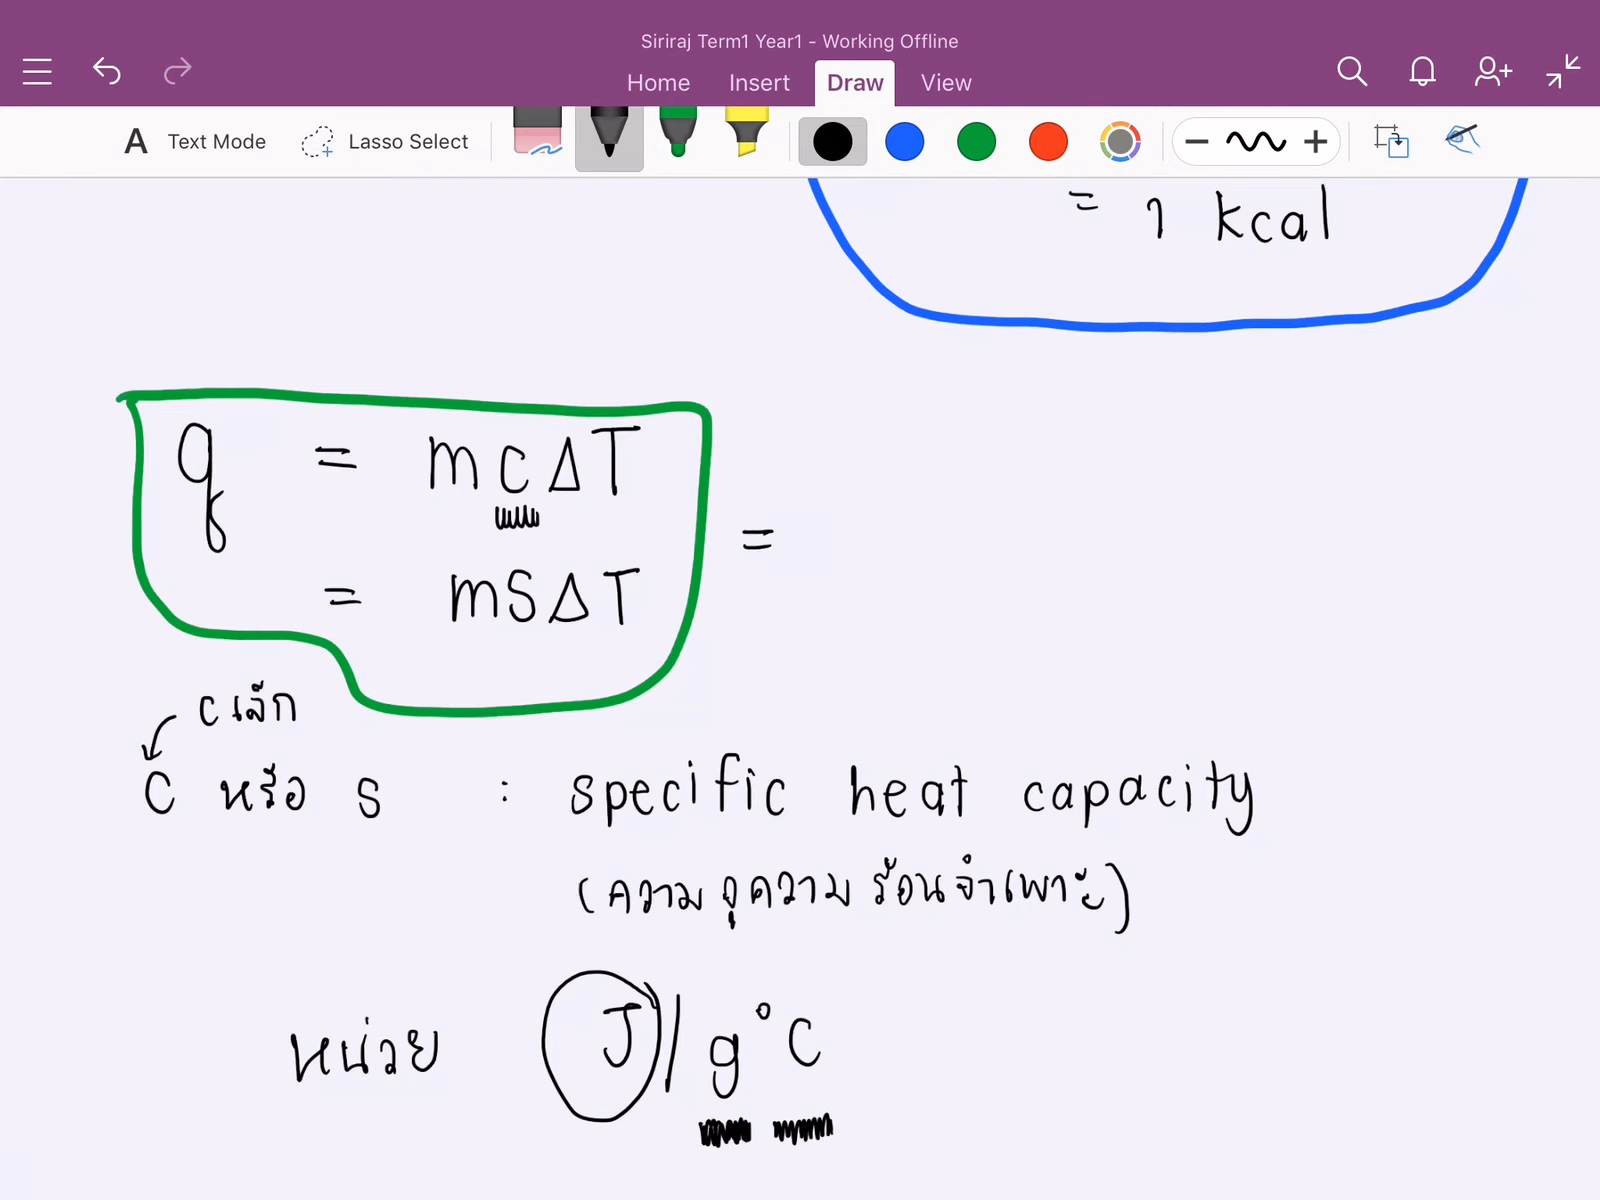 Siriraj Term1 Year1 - Working Offline
Home Insert Draw View
A Text Mode Lasso Select
= 1 kcal
q = mcΔT
=
= msΔT
c เล็ก
c หรือ s : specific heat capacity
(ความจุความร้อนจำเพาะ)
หน่วย J/g°C